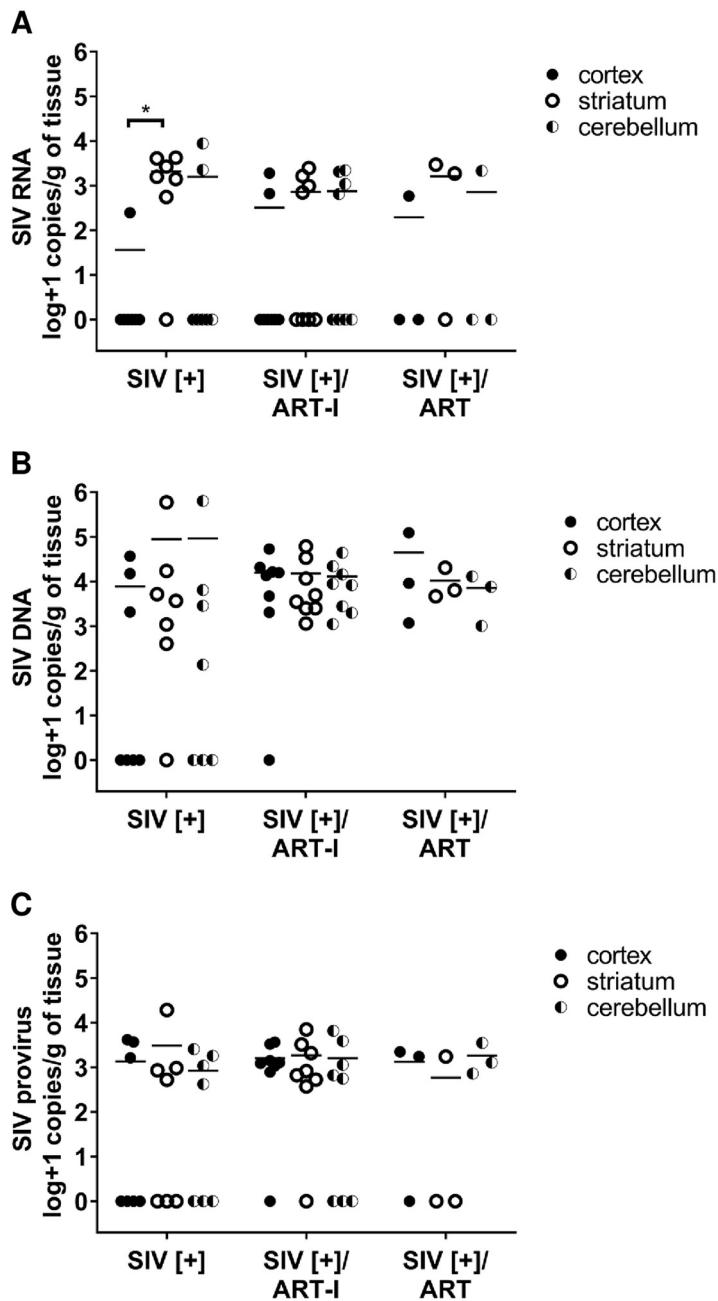 A
SIV RNA
log+1 copies/g of tissue
6
5
4
3
2
1
0
*
cortex
striatum
cerebellum
SIV [+]
SIV [+]/
ART-I
SIV [+]/
ART
B
SIV DNA
log+1 copies/g of tissue
6
5
4
3
2
1
0
cortex
striatum
cerebellum
SIV [+]
SIV [+]/
ART-I
SIV [+]/
ART
C
SIV provirus
log+1 copies/g of tissue
6
5
4
3
2
1
0
cortex
striatum
cerebellum
SIV [+]
SIV [+]/
ART-I
SIV [+]/
ART